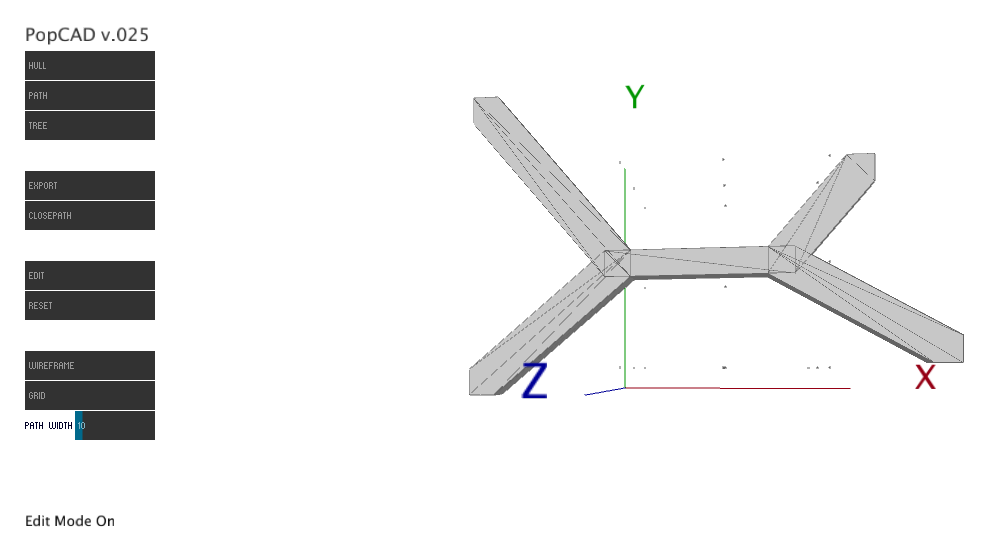 PopCAD v.025
HULL
PATH
TREE
EXPORT
CLOSEPATH
EDIT
RESET
WIREFRAME
GRID
PATH WIDTH 10
Edit Mode On
Y
Z
X